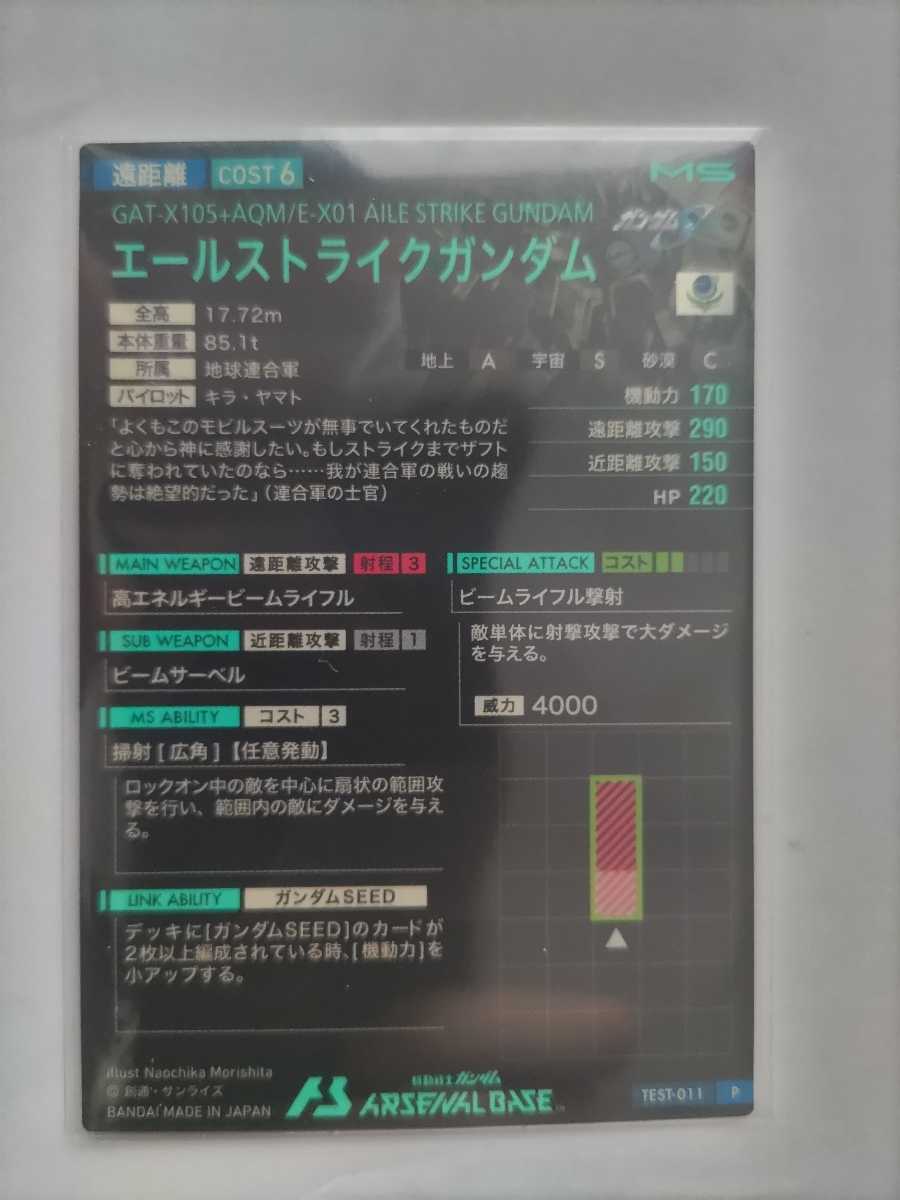 遠距離 COST 6 MS
GAT-X105+AQM/E-X01 AILE STRIKE GUNDAM
ガンダム
エールストライクガンダム
全高 17.72m
本体重量 85.1t
所属 地球連合軍
パイロット キラ・ヤマト
地上 A 宇宙 S 砂漠 C
機動力 170
遠距離攻撃 290
近距離攻撃 150
HP 220
「よくもこのモビルスーツが無事でいてくれたものだ
と心から神に感謝したい。もしストライクまでザフト
に奪われていたのなら……我が連合軍の戦いの趨
勢は絶望的だった」（連合軍の士官）
MAIN WEAPON 遠距離攻撃 射程 3
高エネルギービームライフル
SUB WEAPON 近距離攻撃 射程 1
ビームサーベル
MS ABILITY コスト 3
掃射[広角]【任意発動】
ロックオン中の敵を中心に扇状の範囲攻
撃を行い、範囲内の敵にダメージを与え
る。
LINK ABILITY ガンダムSEED
デッキに[ガンダムSEED]のカードが
2枚以上編成されている時、[機動力]を
小アップする。
SPECIAL ATTACK コスト
ビームライフル撃射
敵単体に射撃攻撃で大ダメージ
を与える。
威力 4000
illust Naochika Morishita
© 創通・サンライズ
BANDAI MADE IN JAPAN
機動戦士ガンダム
ARSENAL BASE
TEST-011 P